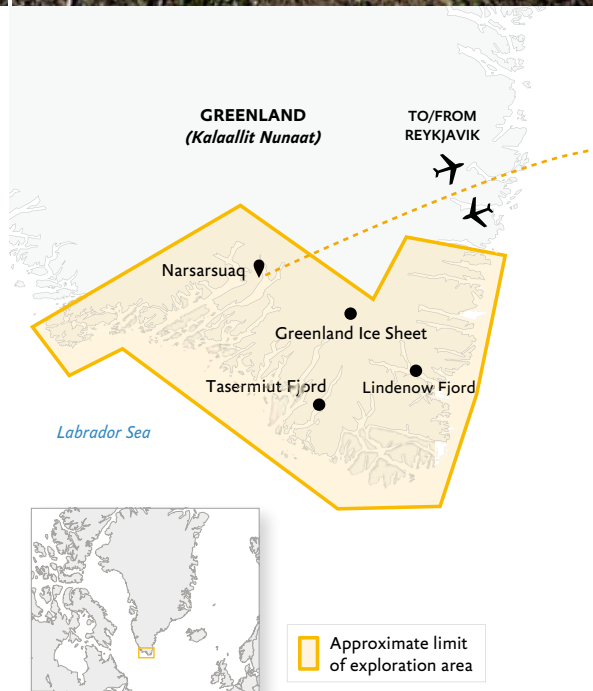 GREENLAND
(Kalaallit Nunaat)
TO/FROM
REYKJAVIK
Narsarsuaq
Greenland Ice Sheet
Tasermiut Fjord
Lindenow Fjord
Labrador Sea
Approximate limit
of exploration area